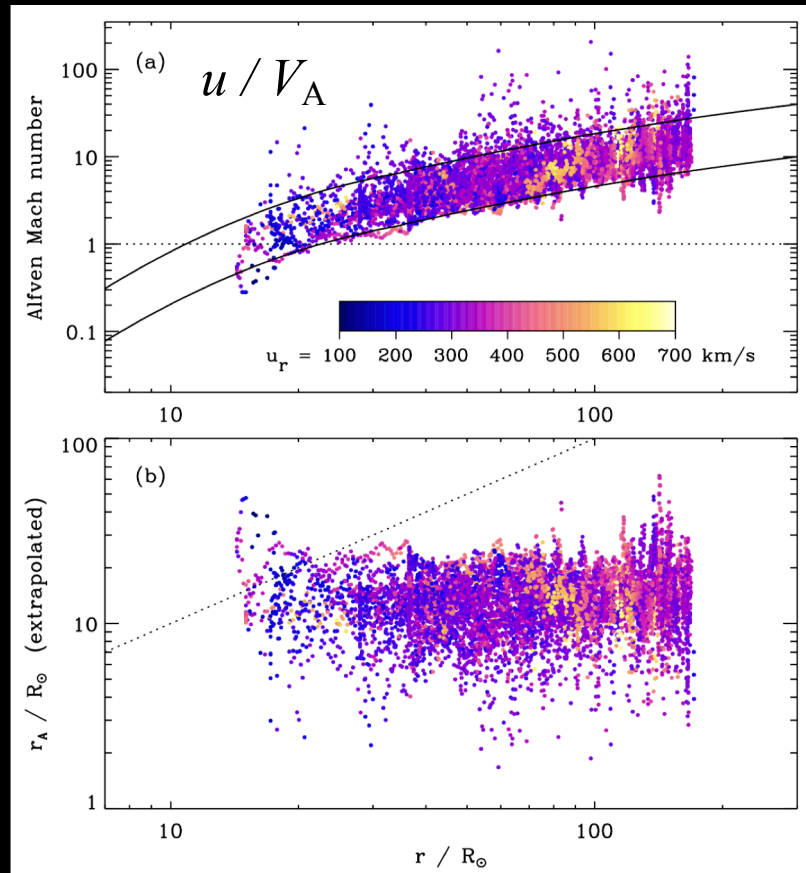 (a)
u / V_A
Alfven Mach number
100
10
1
0.1
u_r = 100 200 300 400 500 600 700 km/s
10 100
(b)
r_A / R_☉ (extrapolated)
100
10
1
10 100
r / R_☉